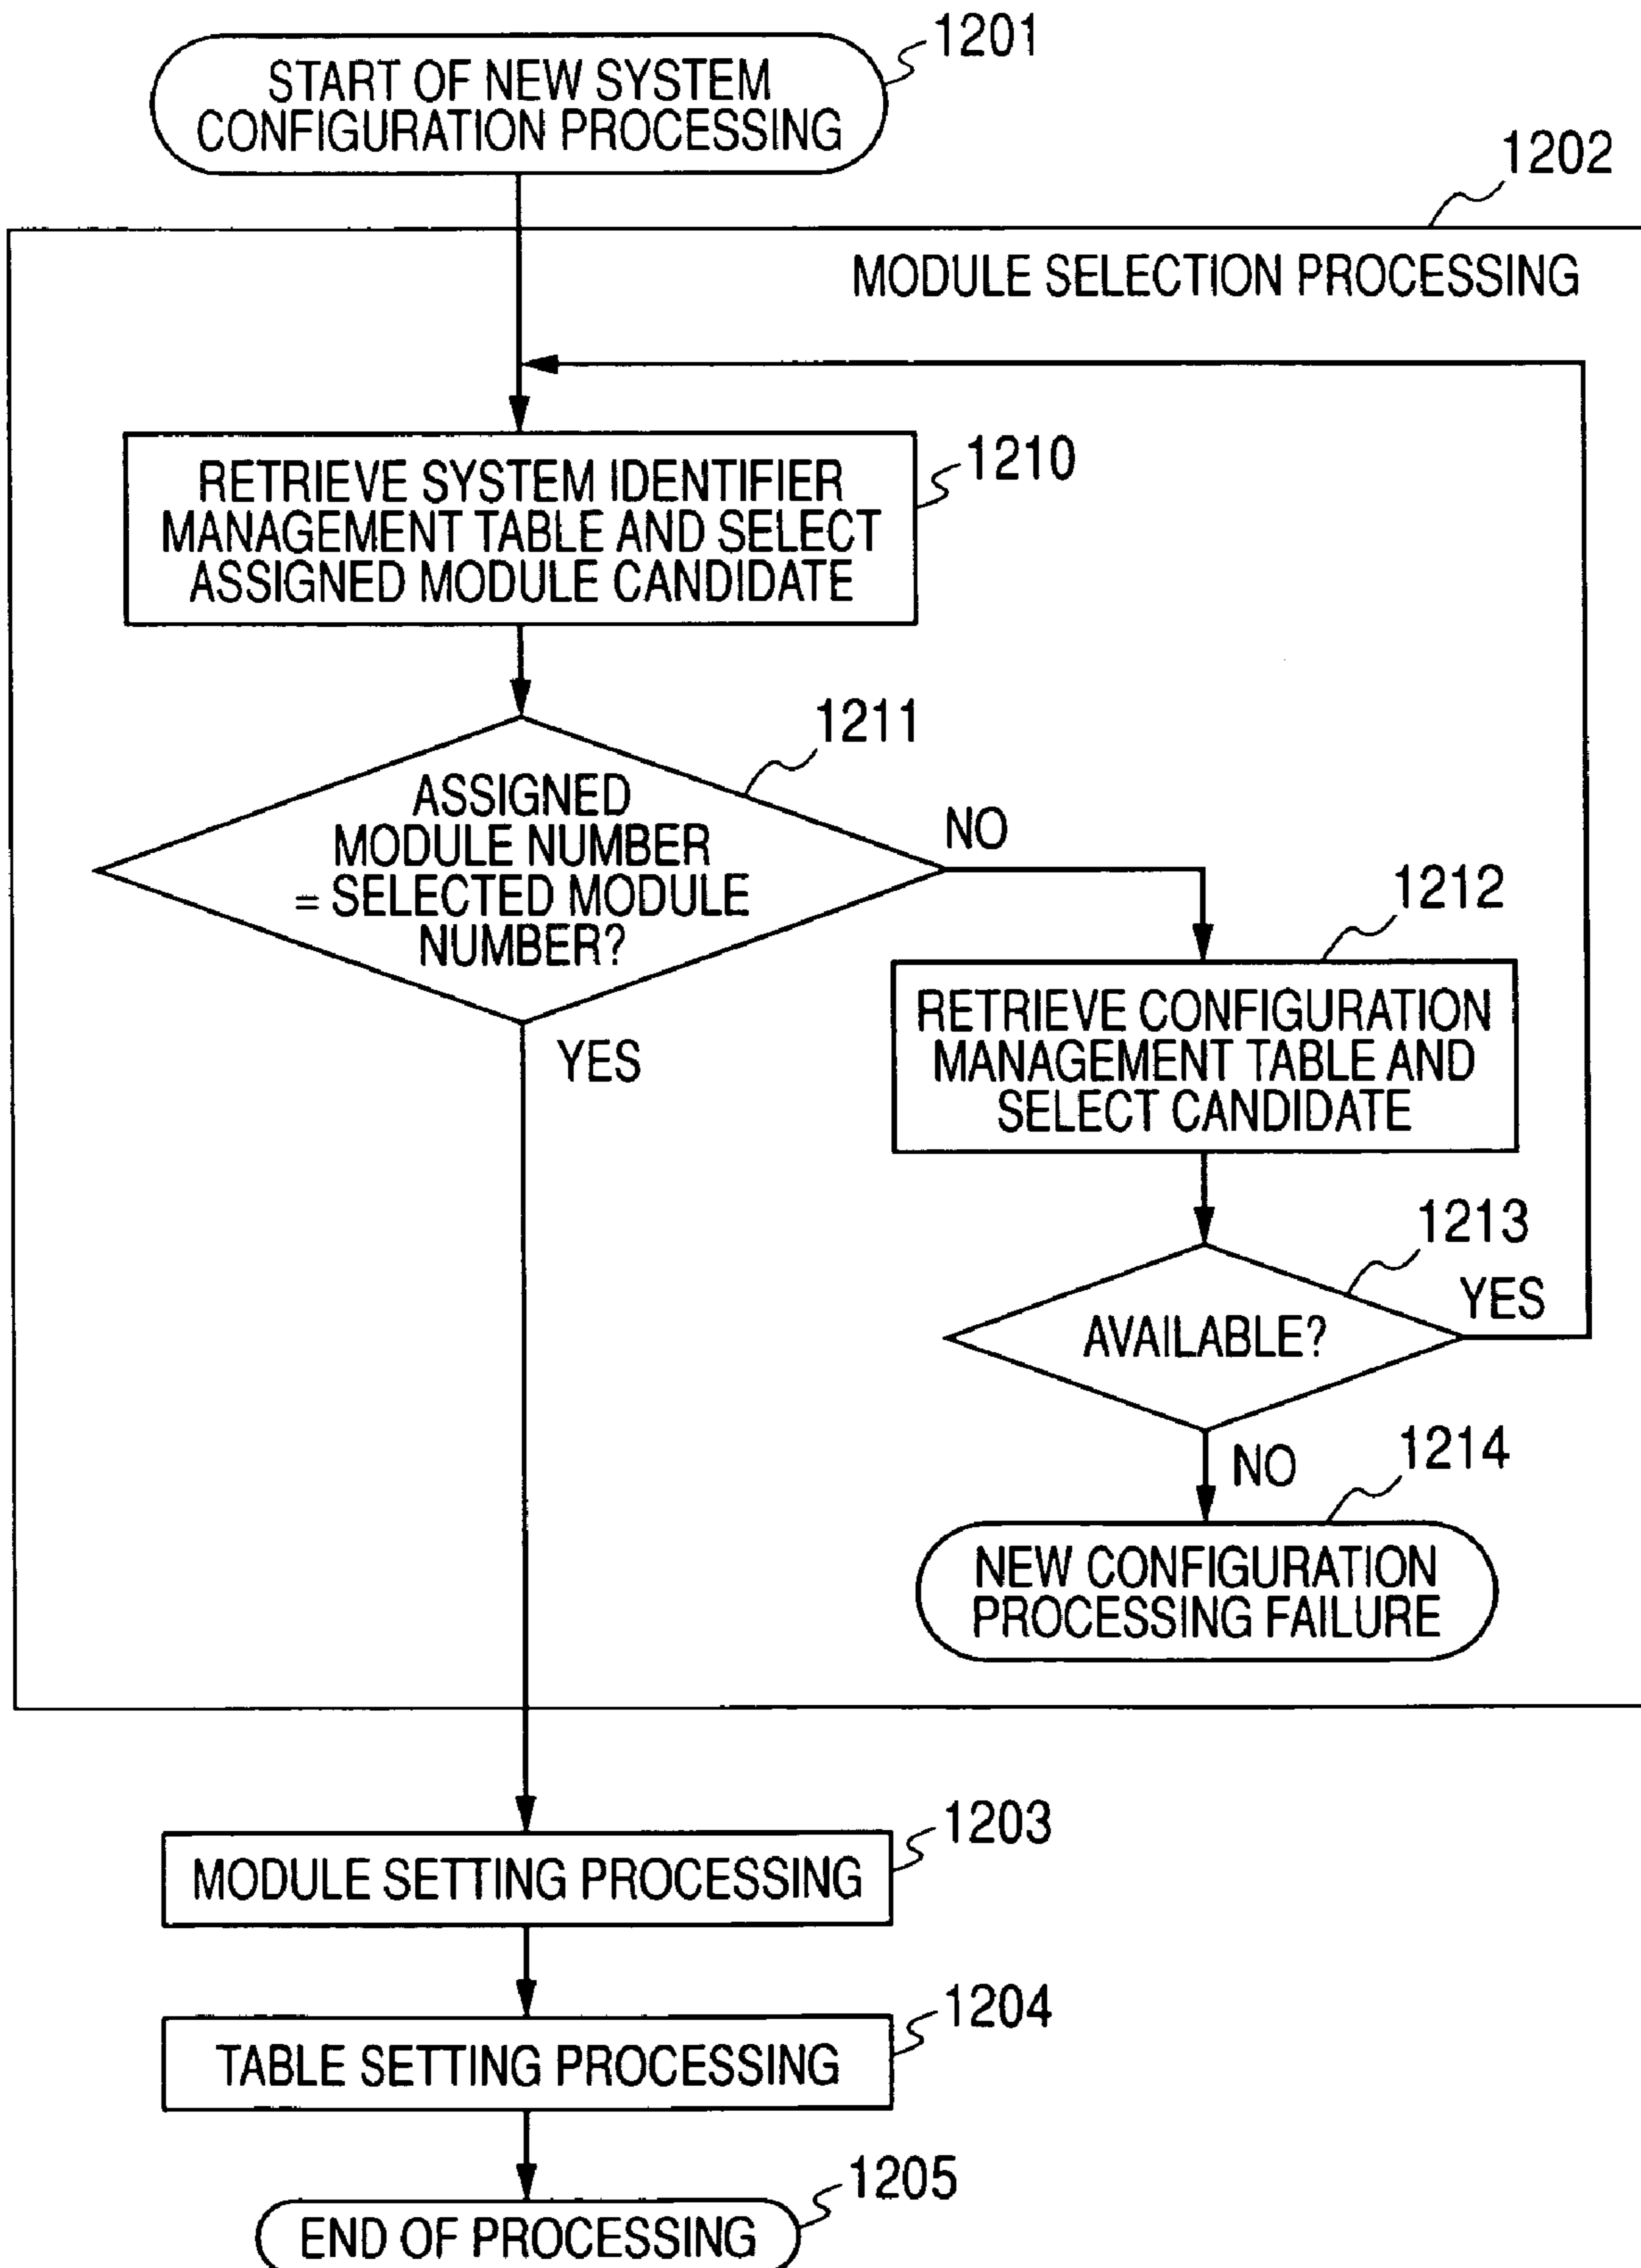 1201
START OF NEW SYSTEM
CONFIGURATION PROCESSING
1202
MODULE SELECTION PROCESSING
1210
RETRIEVE SYSTEM IDENTIFIER
MANAGEMENT TABLE AND SELECT
ASSIGNED MODULE CANDIDATE
1211
ASSIGNED
MODULE NUMBER
= SELECTED MODULE
NUMBER?
NO
YES
1212
RETRIEVE CONFIGURATION
MANAGEMENT TABLE AND
SELECT CANDIDATE
1213
AVAILABLE?
YES
NO
1214
NEW CONFIGURATION
PROCESSING FAILURE
1203
MODULE SETTING PROCESSING
1204
TABLE SETTING PROCESSING
1205
END OF PROCESSING